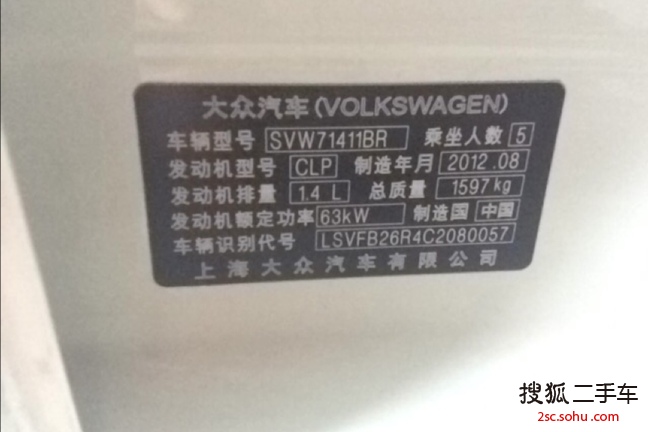 大众汽车(VOLKSWAGEN)
车辆型号 SVW71411BR 乘坐人数 5
发动机型号 CLP 制造年月 2012.08
发动机排量 1.4 L 总质量 1597kg
发动机额定功率 63kW 制造国 中国
车辆识别代号 LSVFB26R4C2080057
上海大众汽车有限公司
搜狐 二手车
2sc.sohu.com